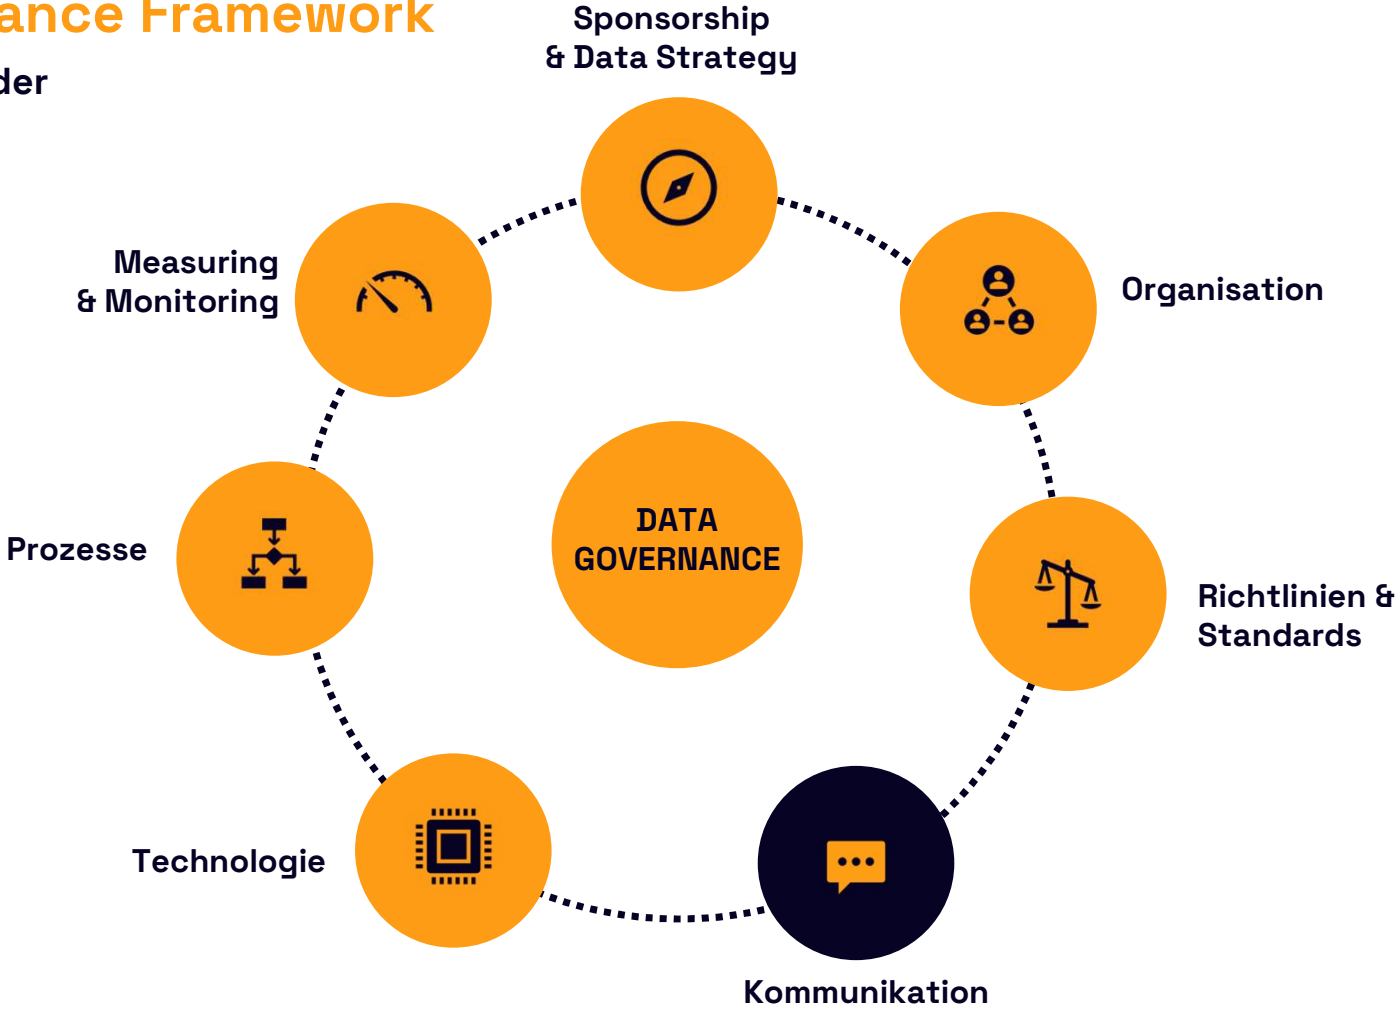 ance Framework
der
Sponsorship
& Data Strategy
Measuring
& Monitoring
Organisation
DATA
GOVERNANCE
Prozesse
Richtlinien &
Standards
Technologie
Kommunikation